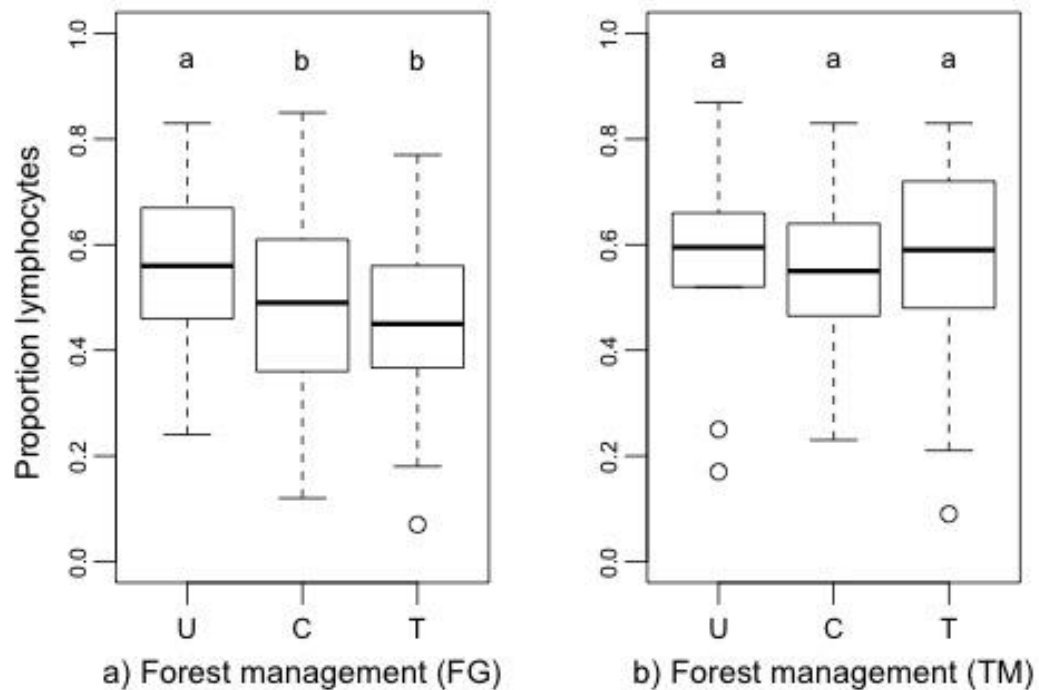 Proportion lymphocytes
1.0
0.8
0.6
0.4
0.2
0.0
a b b
U C T
a) Forest management (FG)
1.0
0.8
0.6
0.4
0.2
0.0
a a a
U C T
b) Forest management (TM)